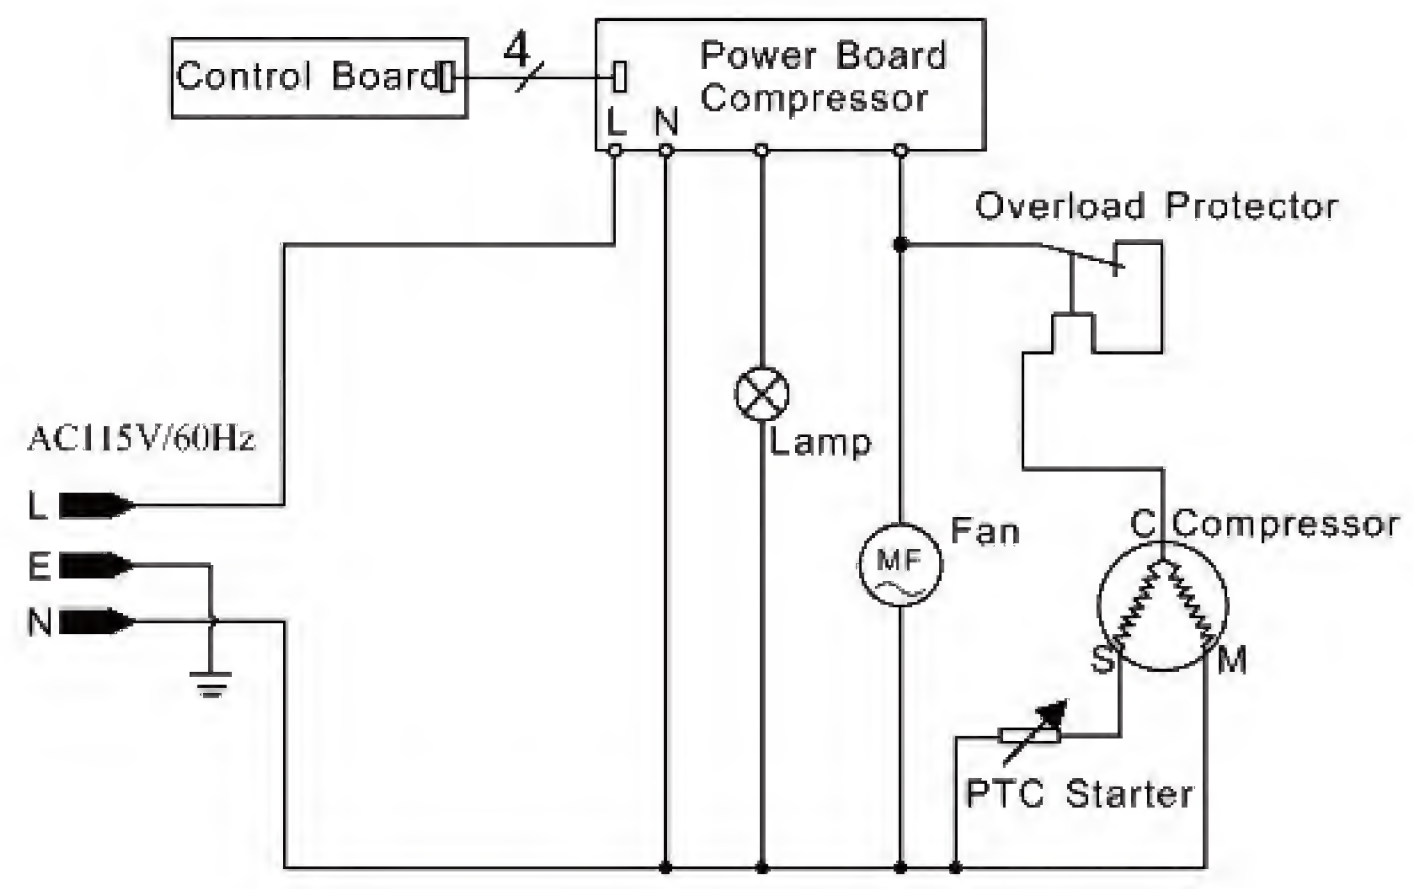 4
Power Board
Control Board
Compressor
L N
Overload Protector
AC115V/60Hz
Lamp
L
C Compressor
Fan
MF
E
N
S M
PTC Starter